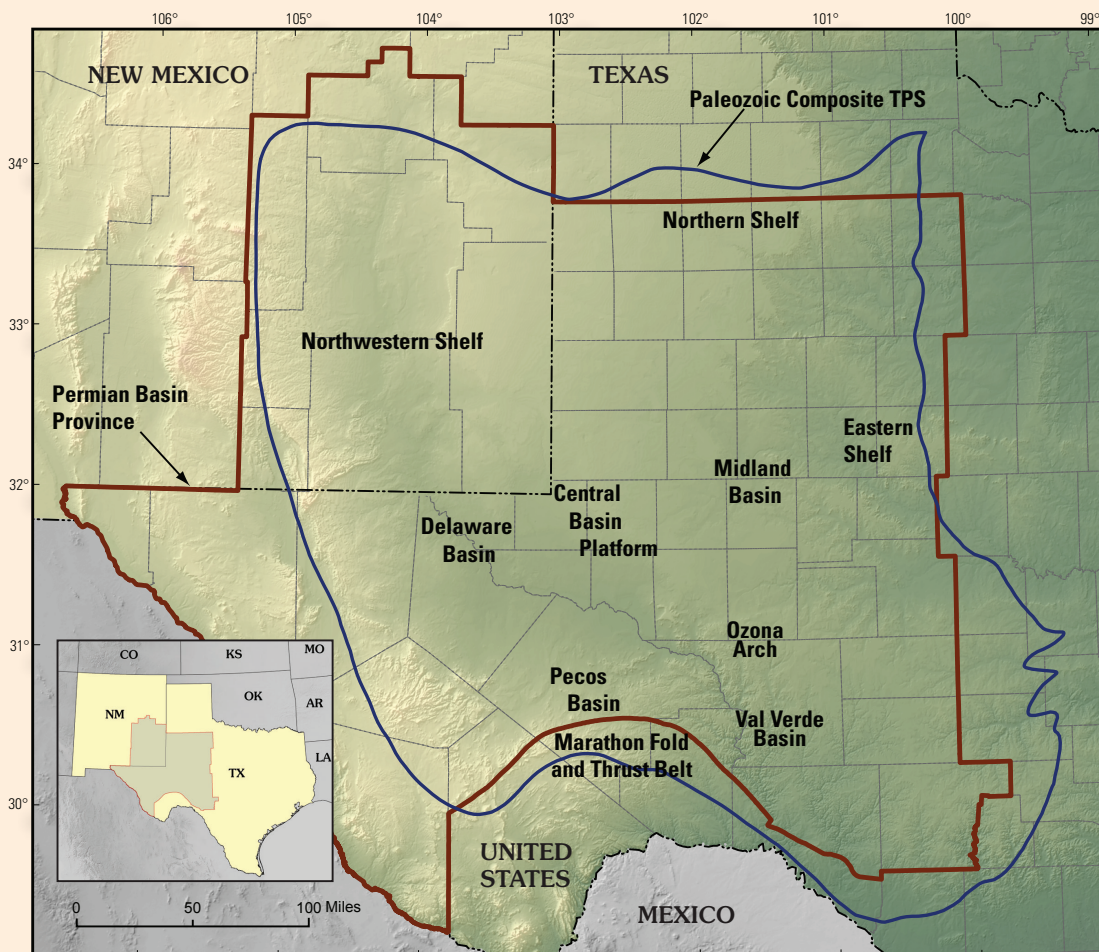 106° 105° 104° 103° 102° 101° 100° 99°
NEW MEXICO
TEXAS
Paleozoic Composite TPS
34°
Northern Shelf
33°
Northwestern Shelf
Permian Basin
Province
Eastern
Shelf
Midland
Basin
32°
Central
Basin
Platform
Delaware
Basin
31°
Ozona
Arch
Pecos
Basin
Val Verde
Basin
Marathon Fold
and Thrust Belt
30°
UNITED
STATES
MEXICO
CO
KS
MO
NM
OK
AR
TX
LA
0 50 100 Miles